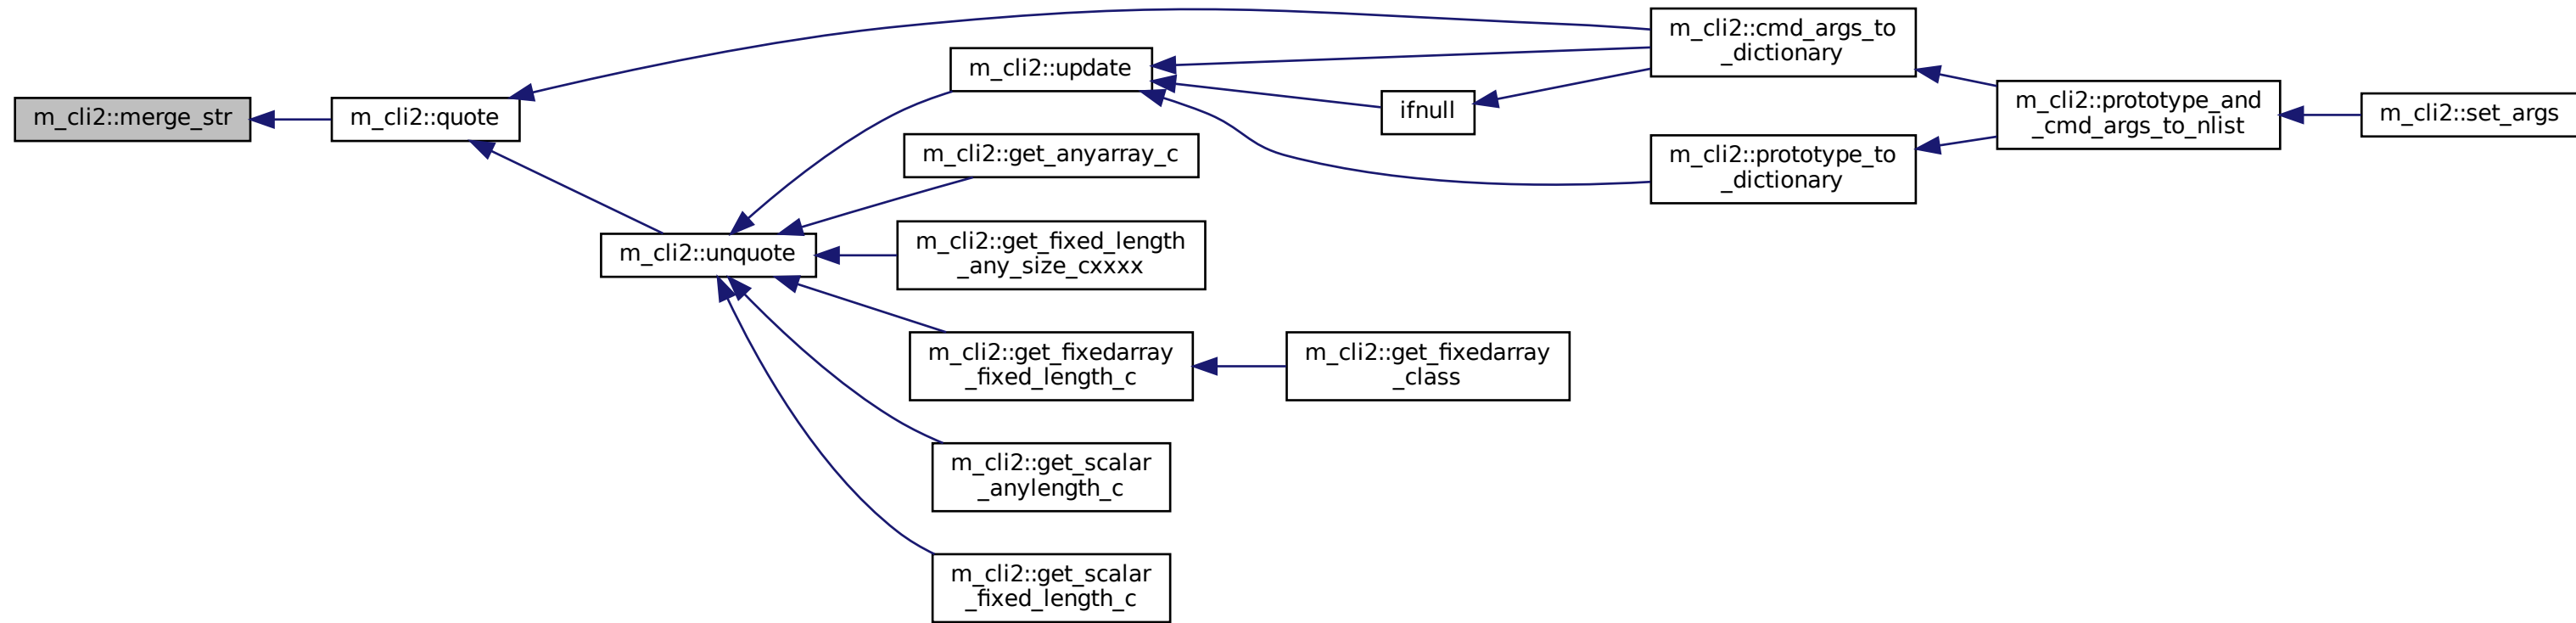 m_cli2::merge_str
m_cli2::quote
m_cli2::unquote
m_cli2::update
m_cli2::get_anyarray_c
m_cli2::get_fixed_length
_any_size_cxxxx
m_cli2::get_fixedarray
_fixed_length_c
m_cli2::get_scalar
_anylength_c
m_cli2::get_scalar
_fixed_length_c
ifnull
m_cli2::get_fixedarray
_class
m_cli2::cmd_args_to
_dictionary
m_cli2::prototype_to
_dictionary
m_cli2::prototype_and
_cmd_args_to_nlist
m_cli2::set_args